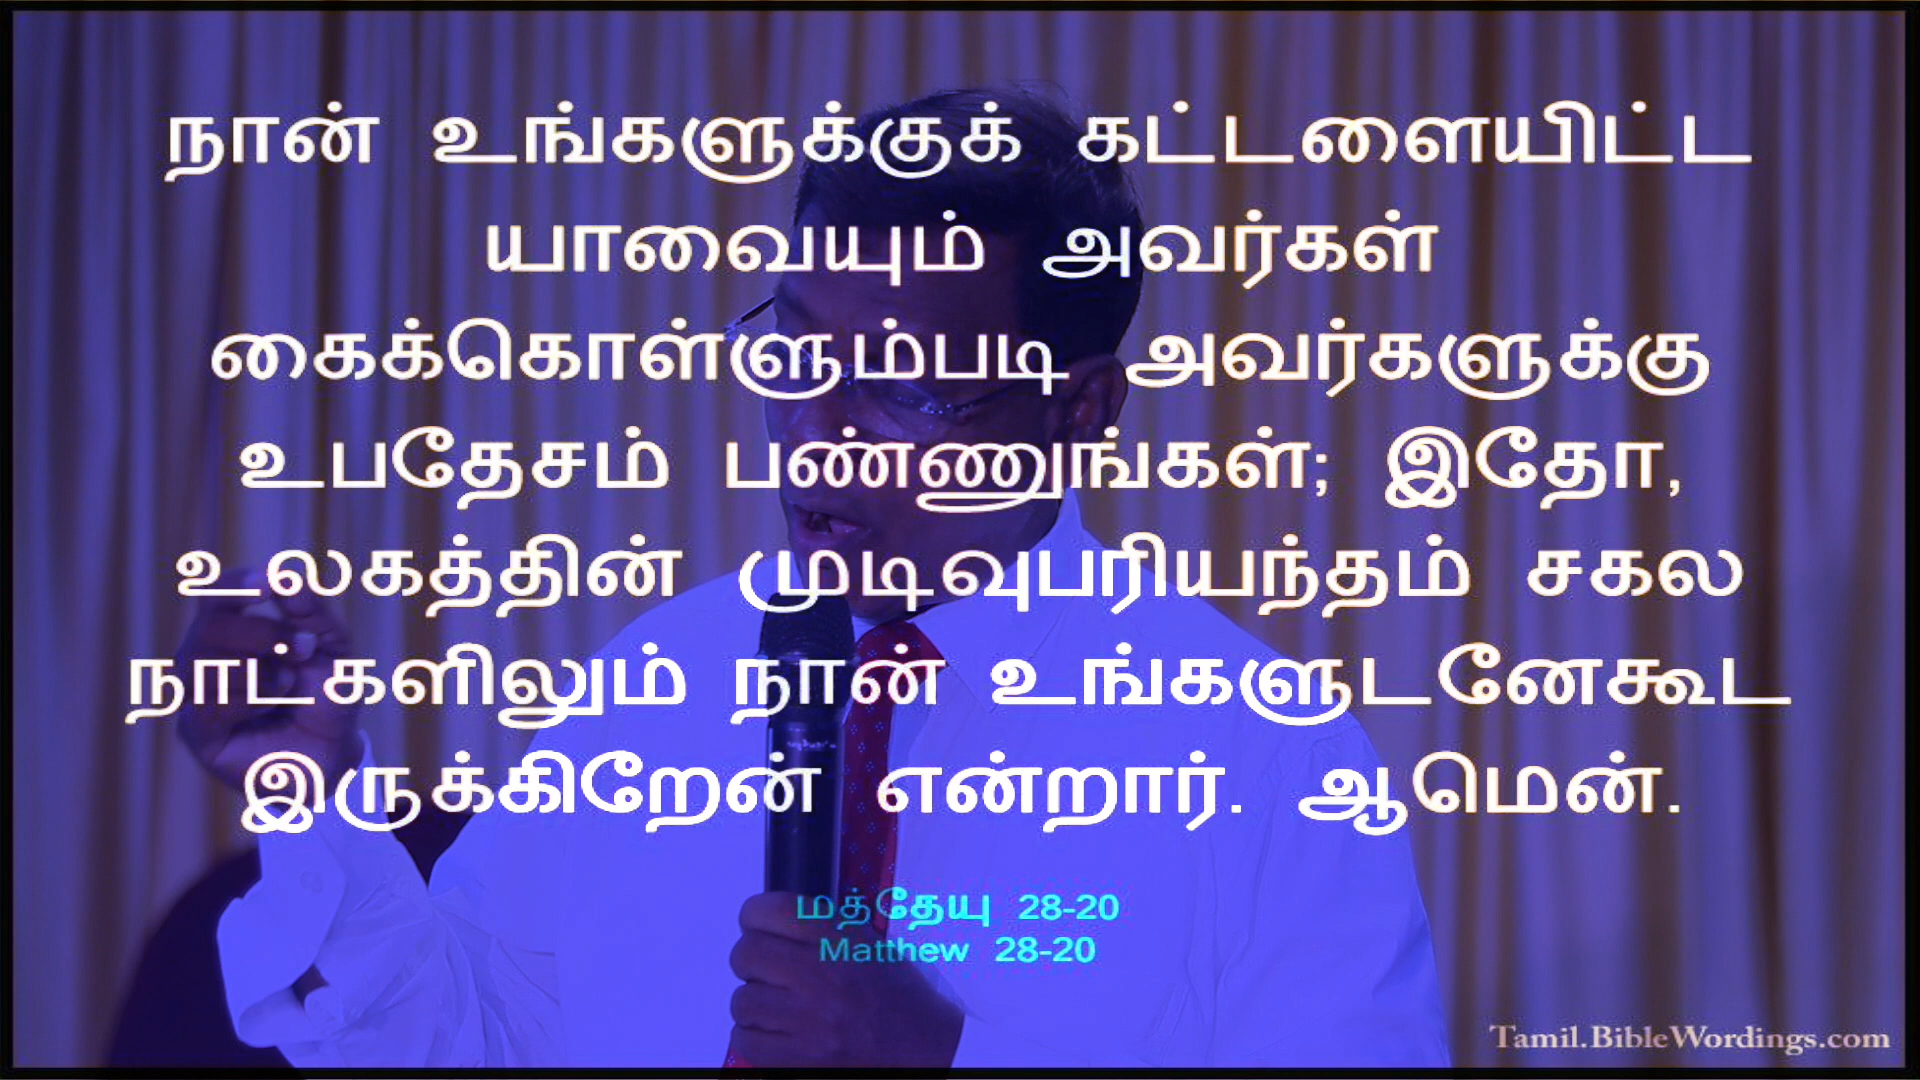 நான் உங்களுக்குக் கட்டளையிட்ட
யாவையும் அவர்கள்
கைக்கொள்ளும்படி அவர்களுக்கு
உபதேசம் பண்ணுங்கள்; இதோ,
உலகத்தின் முடிவுபரியந்தம் சகல
நாட்களிலும் நான் உங்களுடனேகூட
இருக்கிறேன் என்றார். ஆமென்.
மத்தேயு 28-20
Matthew 28-20
Tamil.BibleWordings.com